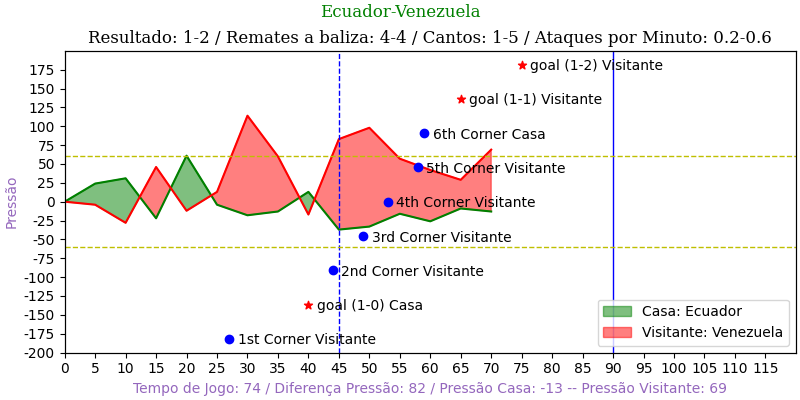 Ecuador-Venezuela
Resultado: 1-2 / Remates a baliza: 4-4 / Cantos: 1-5 / Ataques por Minuto: 0.2-0.6
Pressão
175
150
125
100
75
50
25
0
-25
-50
-75
-100
-125
-150
-175
-200
goal (1-2) Visitante
goal (1-1) Visitante
6th Corner Casa
5th Corner Visitante
4th Corner Visitante
3rd Corner Visitante
2nd Corner Visitante
goal (1-0) Casa
1st Corner Visitante
Casa: Ecuador
Visitante: Venezuela
0 5 10 15 20 25 30 35 40 45 50 55 60 65 70 75 80 85 90 95 100 105 110 115
Tempo de Jogo: 74 / Diferença Pressão: 82 / Pressão Casa: -13 -- Pressão Visitante: 69